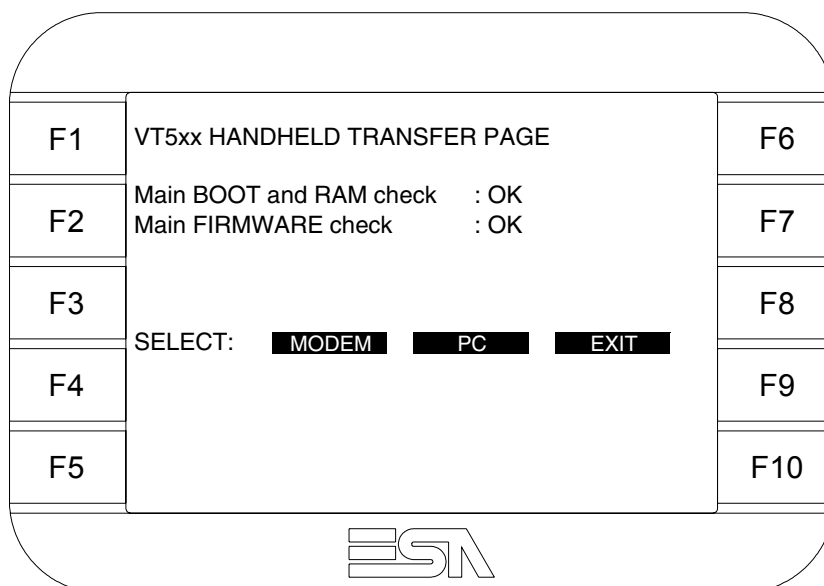 F1
F2
F3
F4
F5
VT5xx HANDHELD TRANSFER PAGE
Main BOOT and RAM check : OK
Main FIRMWARE check : OK
SELECT: MODEM PC EXIT
F6
F7
F8
F9
F10
ESA